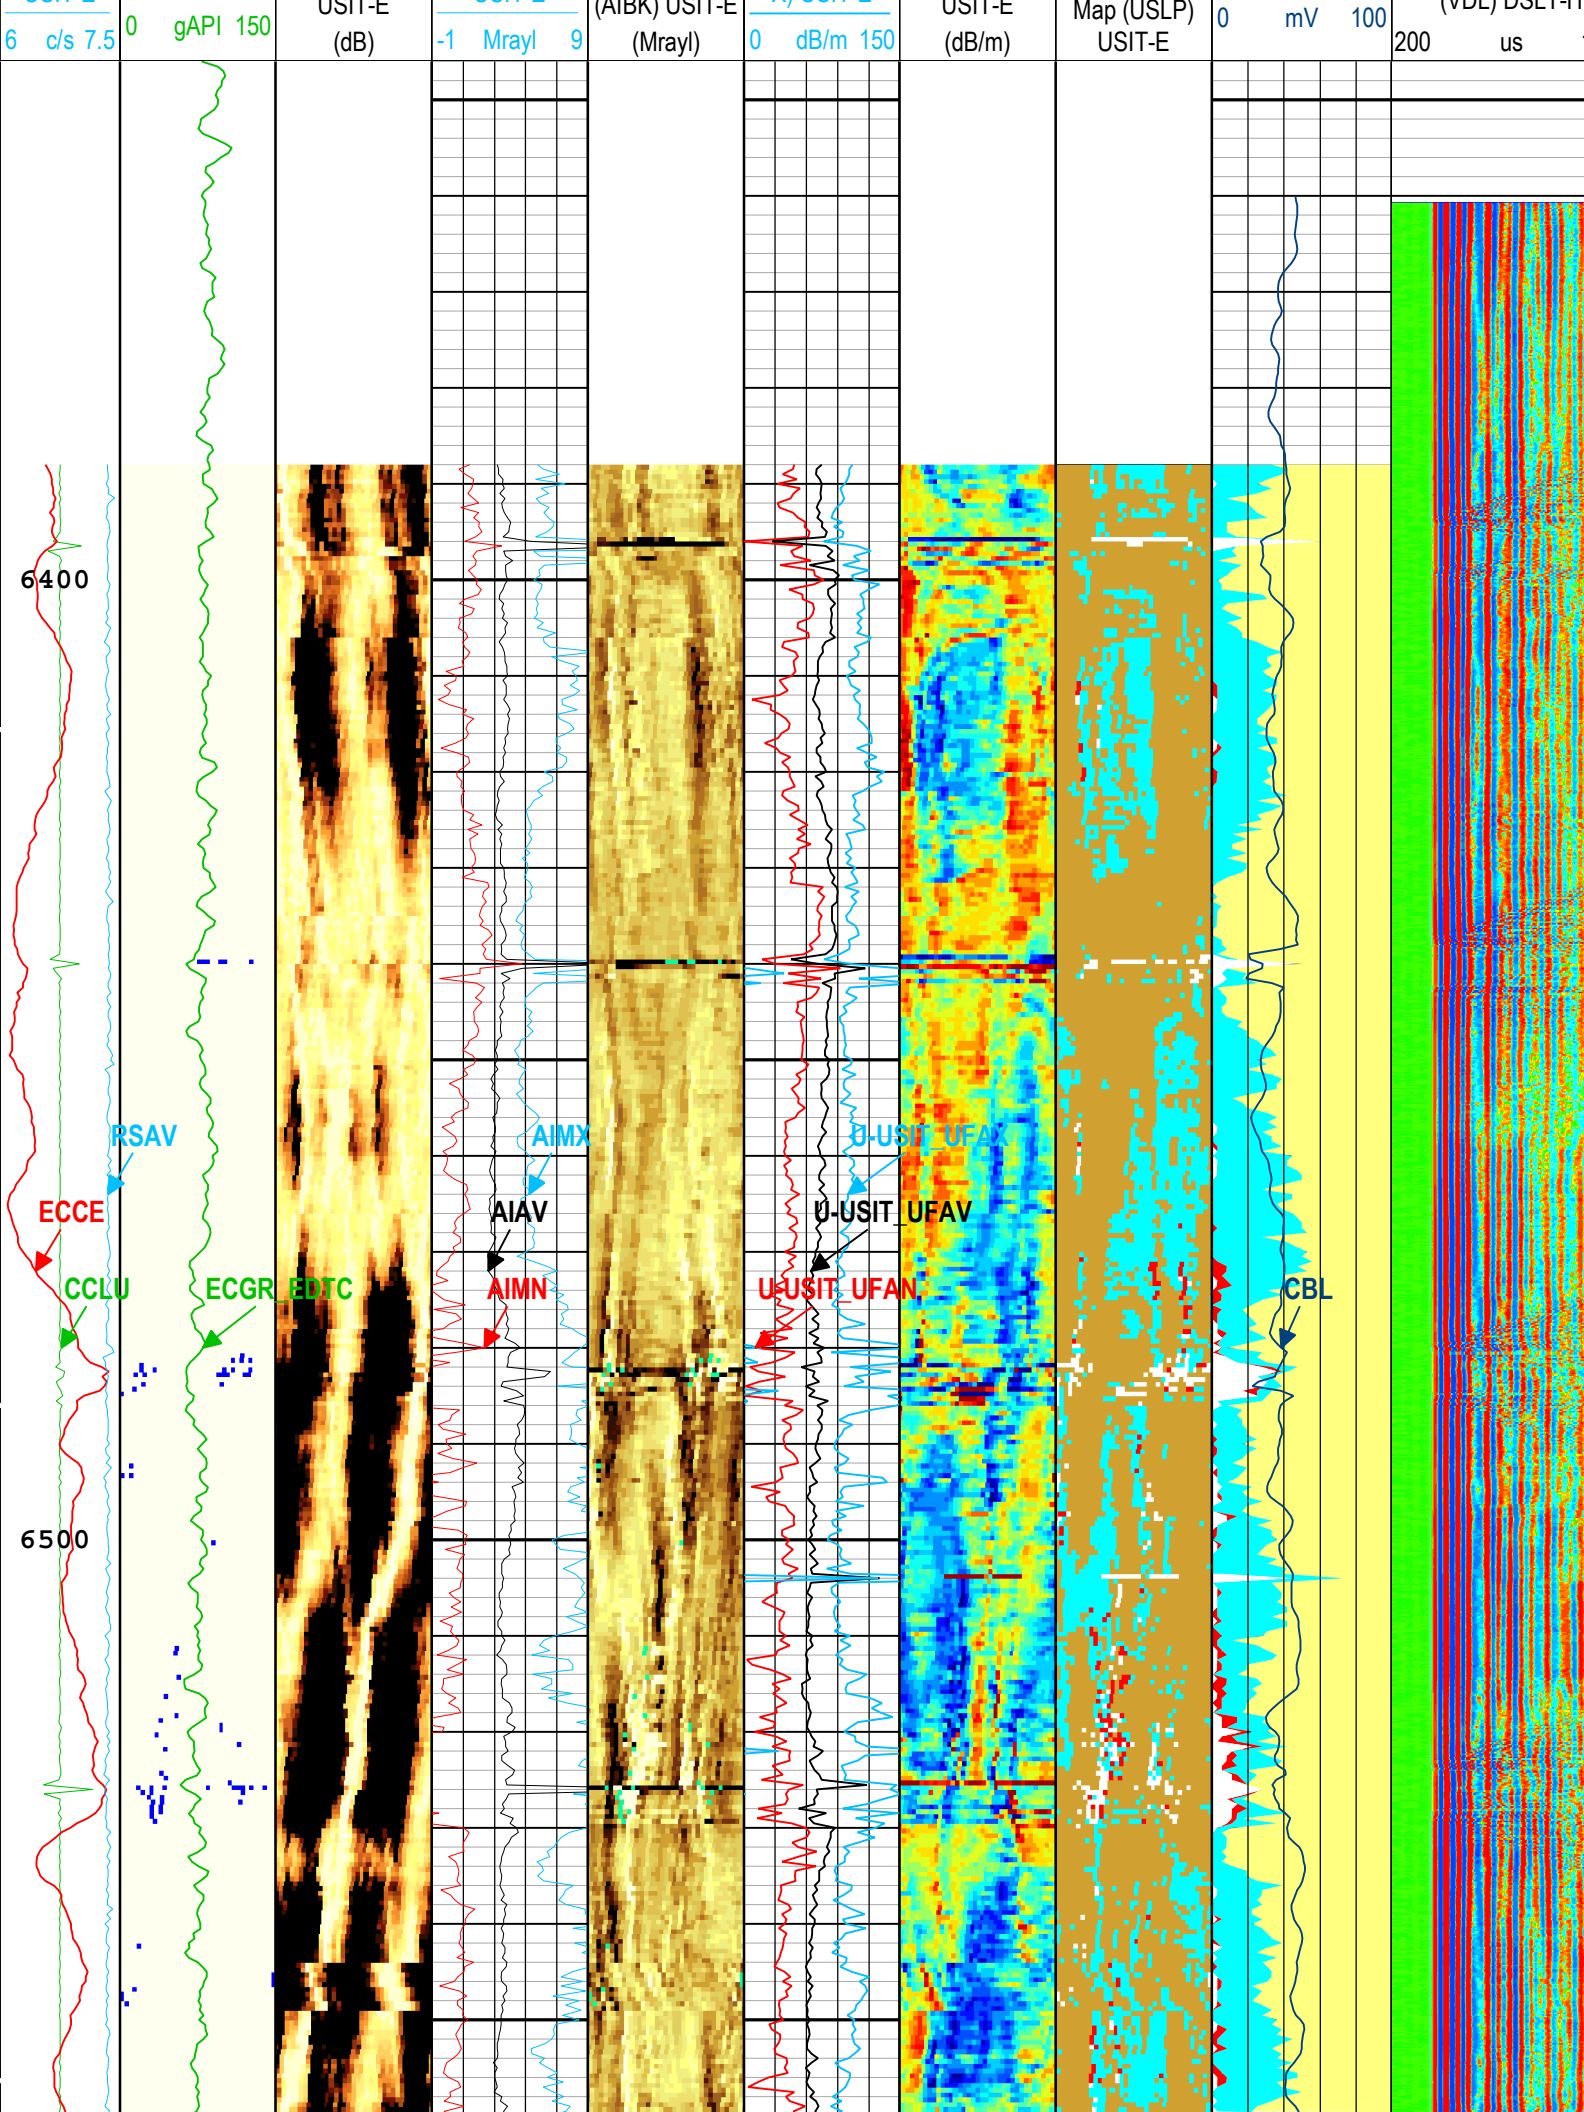 USIT-E
(AIBK) USIT-E
USIT-E
Map (USLP)
(VDL) DSLT-H
6 c/s 7.5
0 gAPI 150
(dB)
-1 Mrayl 9
(Mrayl)
0 dB/m 150
(dB/m)
USIT-E
0 mV 100
200 us
6400
RSAV
AIMX
U-USIT_UFAX
ECCE
AIAV
U-USIT_UFAV
CCLU
ECGR_EDTC
AIMN
U-USIT_UFAN
CBL
6500